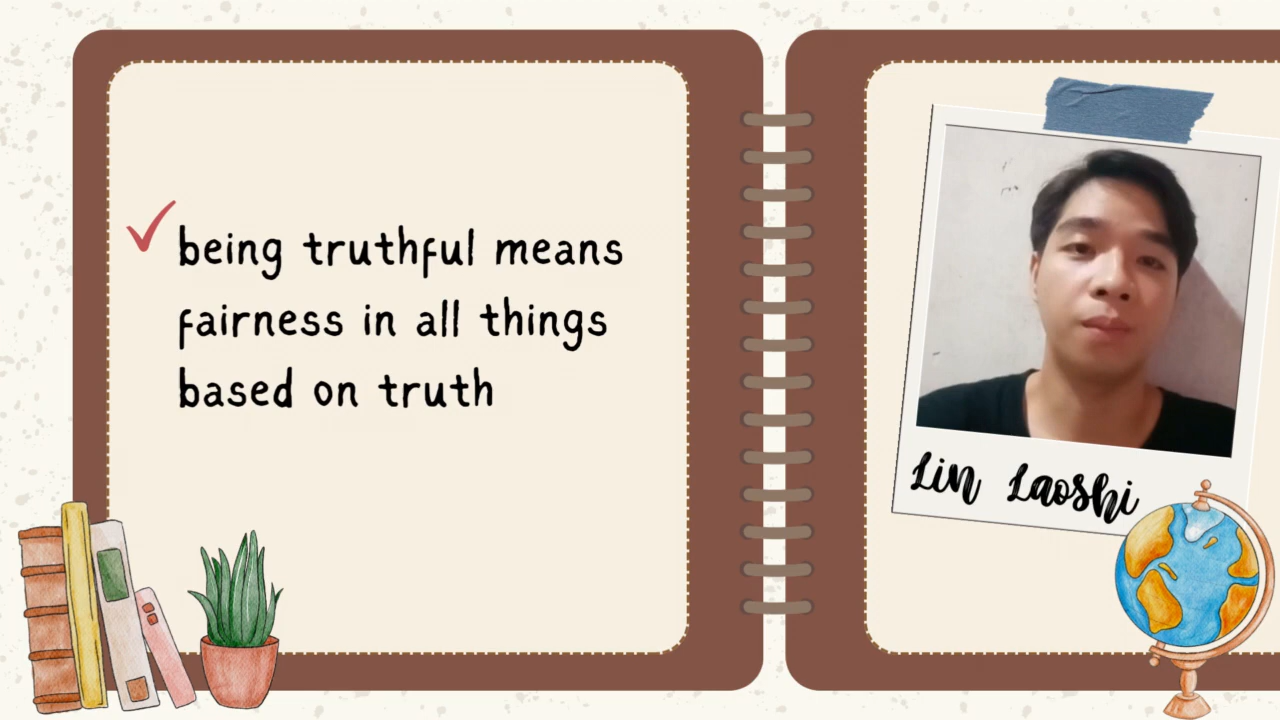 being truthful means
fairness in all things
based on truth
Lin Laoshi